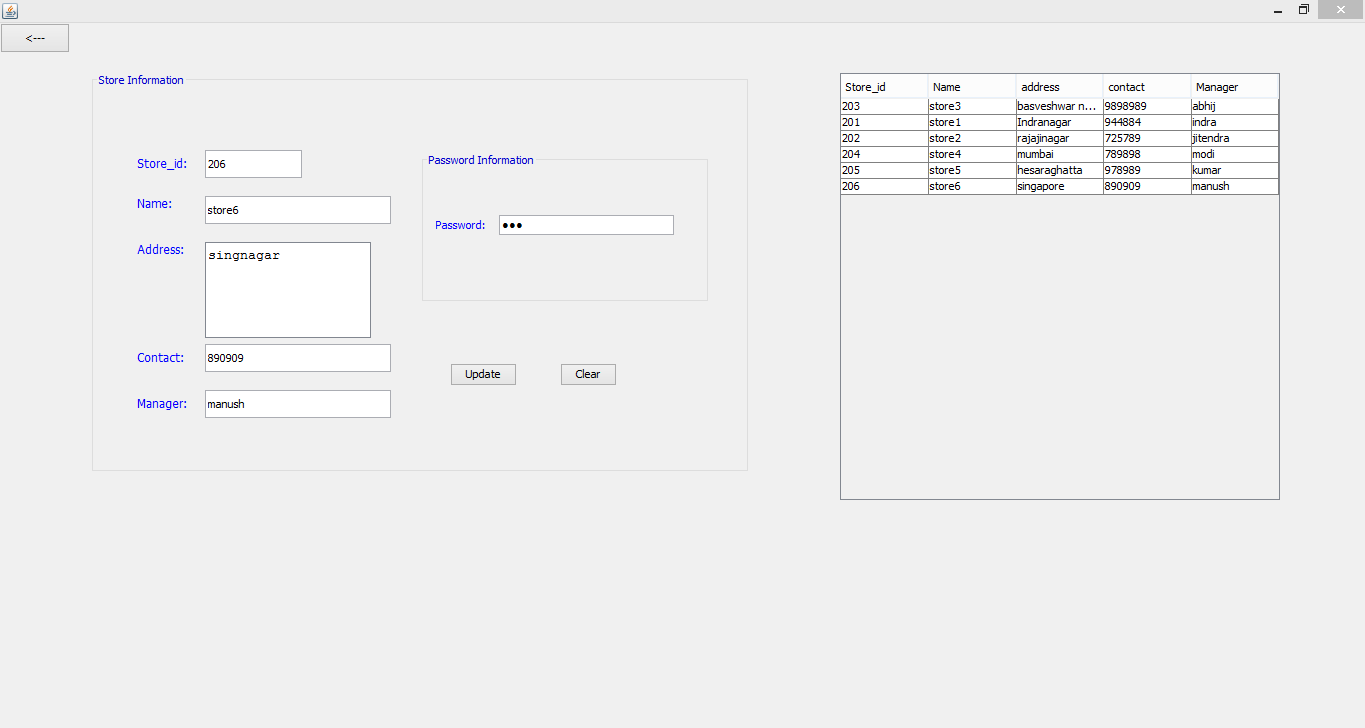 <---
Store Information
Store_id: 206
Name: store6
Address: singnagar
Contact: 890909
Manager: manush
Password Information
Password: •••
Update Clear
Store_id Name address contact Manager
203 store3 basveshwar n... 9898989 abhij
201 store1 Indranagar 944884 indra
202 store2 rajajinagar 725789 jitendra
204 store4 mumbai 789898 modi
205 store5 hesaraghatta 978989 kumar
206 store6 singapore 890909 manush